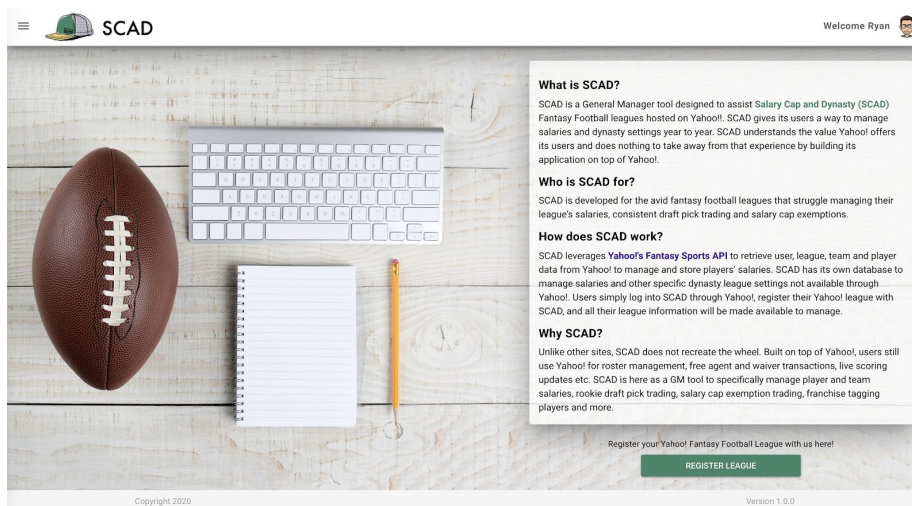 SCAD
Welcome Ryan
What is SCAD?
SCAD is a General Manager tool designed to assist Salary Cap and Dynasty (SCAD)
Fantasy Football leagues hosted on Yahoo!!. SCAD gives its users a way to manage
salaries and dynasty settings year to year. SCAD understands the value Yahoo! offers
its users and does nothing to take away from that experience by building its
application on top of Yahoo!.
Who is SCAD for?
SCAD is developed for the avid fantasy football leagues that struggle managing their
league's salaries, consistent draft pick trading and salary cap exemptions.
How does SCAD work?
SCAD leverages Yahoo!'s Fantasy Sports API to retrieve user, league, team and player
data from Yahoo! to manage and store players' salaries. SCAD has its own database to
manage salaries and other specific dynasty league settings not available through
Yahoo!. Users simply log into SCAD through Yahoo!, register their Yahoo! league with
SCAD, and all their league information will be made available to manage.
Why SCAD?
Unlike other sites, SCAD does not recreate the wheel. Built on top of Yahoo!, users still
use Yahoo! for roster management, free agent and waiver transactions, live scoring
updates etc. SCAD is here as a GM tool to specifically manage player and team
salaries, rookie draft pick trading, salary cap exemption trading, franchise tagging
players and more.
Register your Yahoo! Fantasy Football League with us here!
REGISTER LEAGUE
Copyright 2020
Version 1.0.0